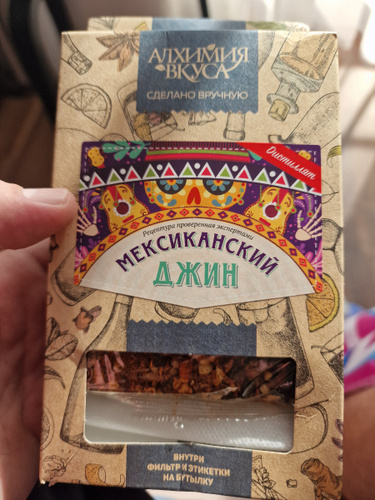 АЛХИМИЯ
ВКУСА
СДЕЛАНО ВРУЧНУЮ
Дистиллят
Рецептура проверенная экспертами
МЕКСИКАНСКИЙ
ДЖИН
ВНУТРИ
ФИЛЬТР И ЭТИКЕТКИ
НА БУТЫЛКУ